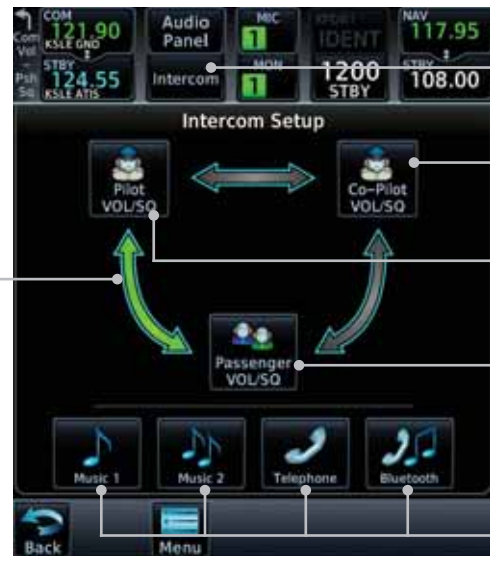 Com
Vol
-
Psh
Sq
COM
121.90
KSLE GND
STBY
124.55
KSLE ATIS
Audio
Panel
Intercom
MIC
1
MON
1
IDENT
1200
STBY
NAV
117.95
STBY
108.00
Intercom Setup
Pilot
VOL/SQ
Co-Pilot
VOL/SQ
Passenger
VOL/SQ
Music 1
Music 2
Telephone
Bluetooth
Back
Menu